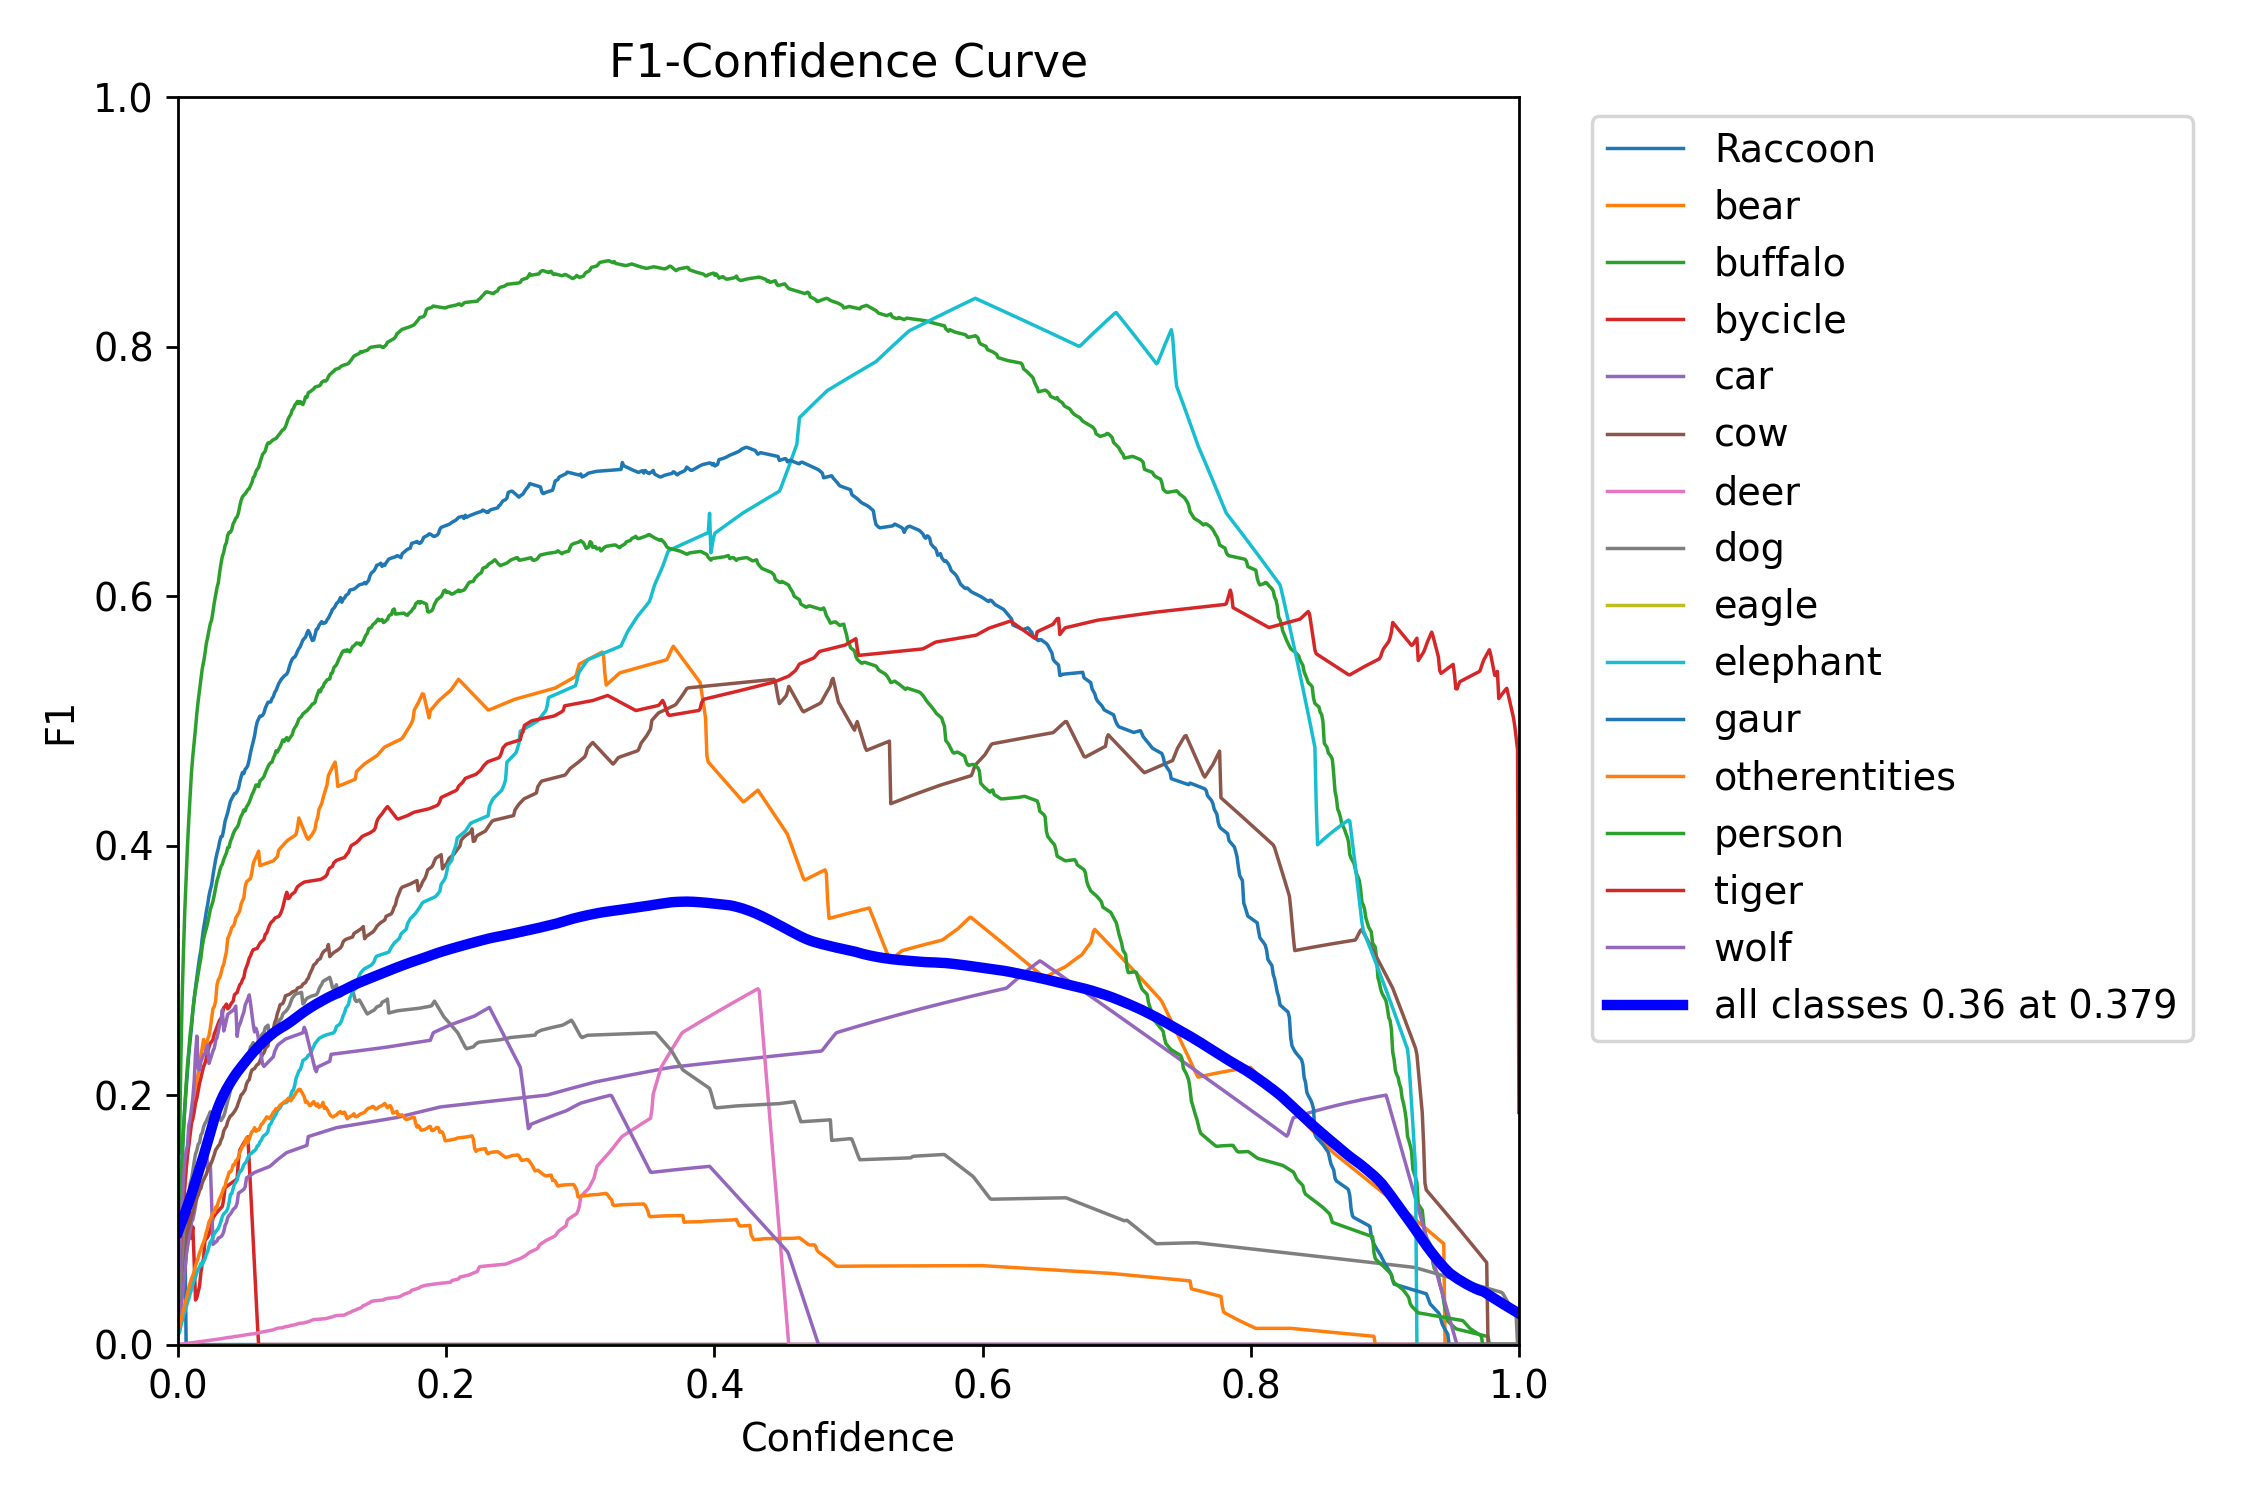 F1-Confidence Curve
1.0
0.8
0.6
0.4
0.2
0.0
F1
0.0 0.2 0.4 0.6 0.8 1.0
Confidence
Raccoon
bear
buffalo
bycicle
car
cow
deer
dog
eagle
elephant
gaur
otherentities
person
tiger
wolf
all classes 0.36 at 0.379